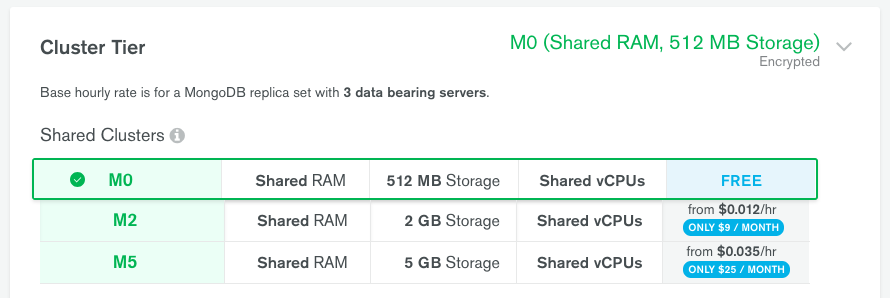 Cluster Tier
M0 (Shared RAM, 512 MB Storage)
Encrypted
Base hourly rate is for a MongoDB replica set with 3 data bearing servers.
Shared Clusters
M0 Shared RAM 512 MB Storage Shared vCPUs FREE
M2 Shared RAM 2 GB Storage Shared vCPUs from $0.012/hr
ONLY $9 / MONTH
M5 Shared RAM 5 GB Storage Shared vCPUs from $0.035/hr
ONLY $25 / MONTH